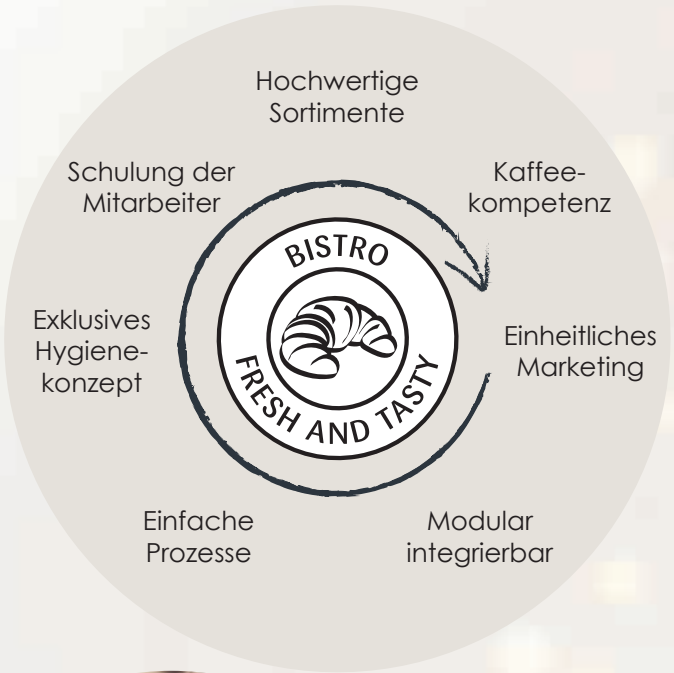 Hochwertige
Sortimente
Kaffee-
kompetenz
Einheitliches
Marketing
Modular
integrierbar
Einfache
Prozesse
Exklusives
Hygiene-
konzept
Schulung der
Mitarbeiter
BISTRO
FRESH AND TASTY